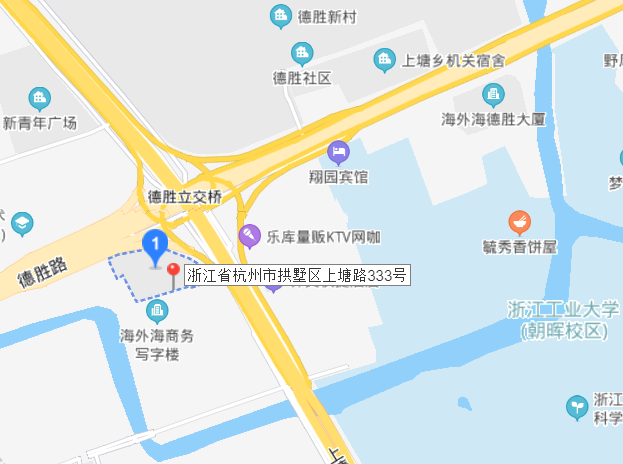 德胜新村
德胜社区
上塘乡机关宿舍
新青年广场
海外海德胜大厦
翔园宾馆
德胜立交桥
乐库量贩KTV网咖
毓秀香饼屋
德胜路
1
浙江省杭州市拱墅区上塘路333号
海外海商务
写字楼
浙江工业大学
(朝晖校区)
浙江
科学
上